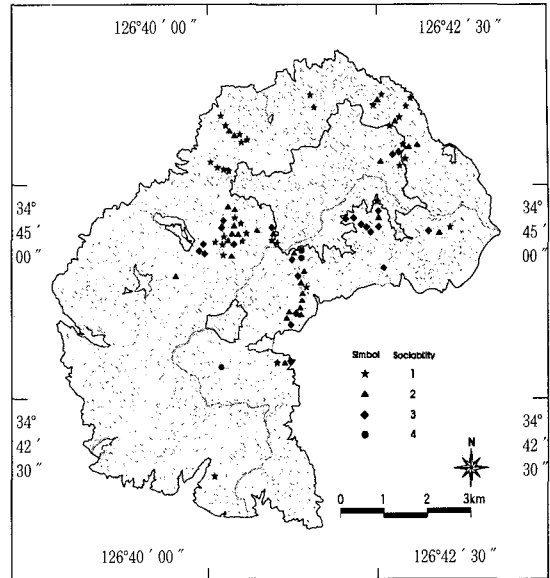 126° 40 ′ 00 ″ 126° 42 ′ 30 ″
34° 34°
45 ′ 45 ′
00 ″ 00 ″
Simbol Sociability
1
2
3
4
34° 34°
42 ′ 42 ′
30 ″ 30 ″
N
0 1 2 3km
126° 40 ′ 00 ″ 126° 42 ′ 30 ″